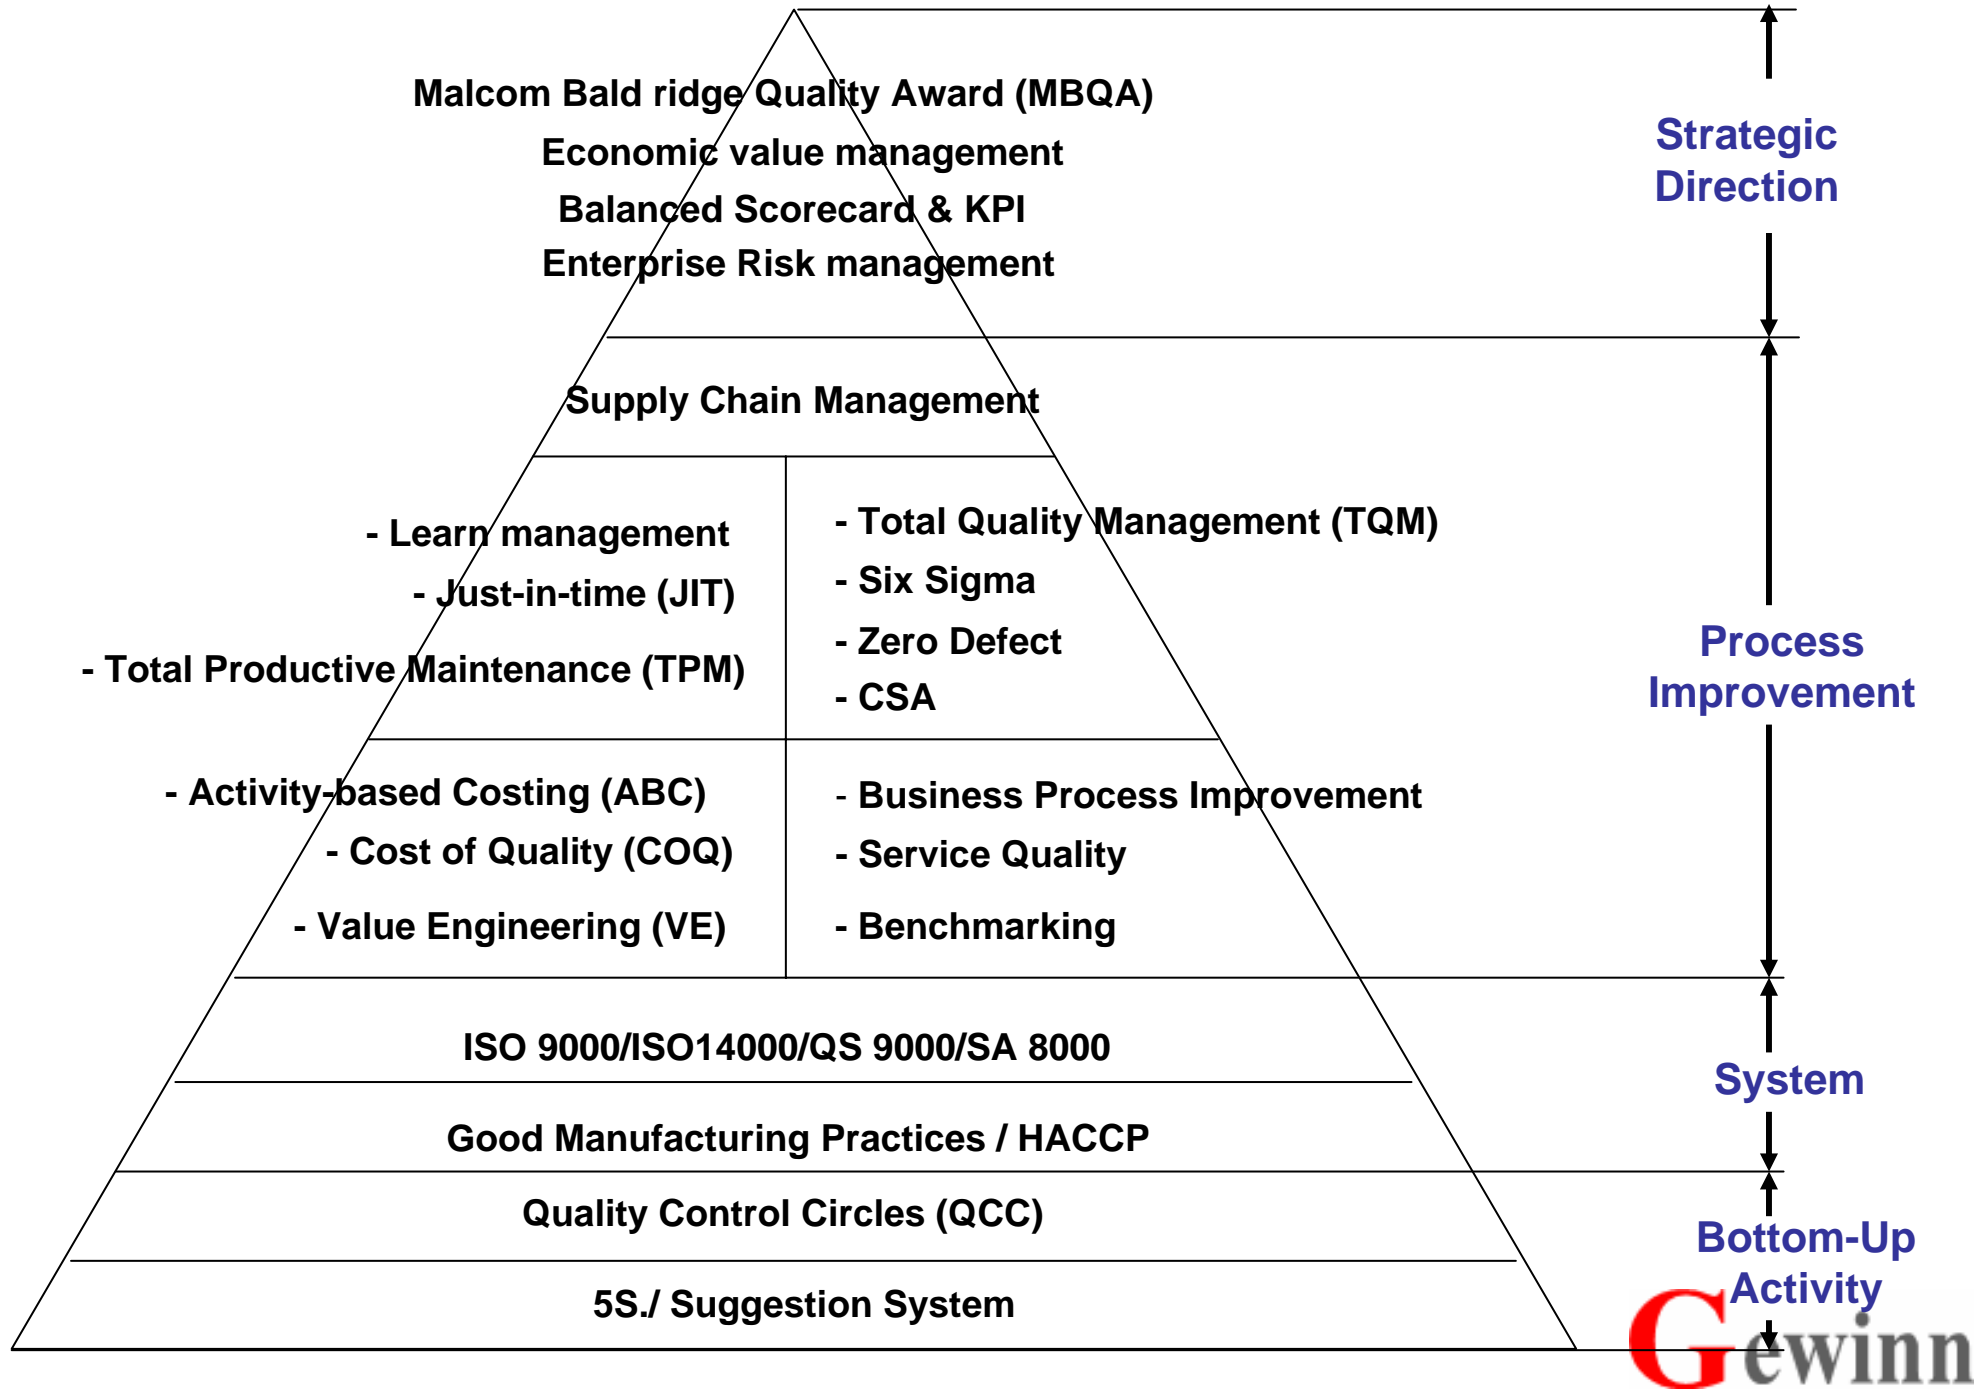 Malcom Bald ridge Quality Award (MBQA)
Economic value management
Balanced Scorecard & KPI
Enterprise Risk management
Strategic
Direction
Supply Chain Management
- Learn management
- Just-in-time (JIT)
- Total Productive Maintenance (TPM)
- Total Quality Management (TQM)
- Six Sigma
- Zero Defect
- CSA
Process
Improvement
- Activity-based Costing (ABC)
- Cost of Quality (COQ)
- Value Engineering (VE)
- Business Process Improvement
- Service Quality
- Benchmarking
ISO 9000/ISO14000/QS 9000/SA 8000
Good Manufacturing Practices / HACCP
System
Quality Control Circles (QCC)
5S./ Suggestion System
Bottom-Up
Activity
Gewinn